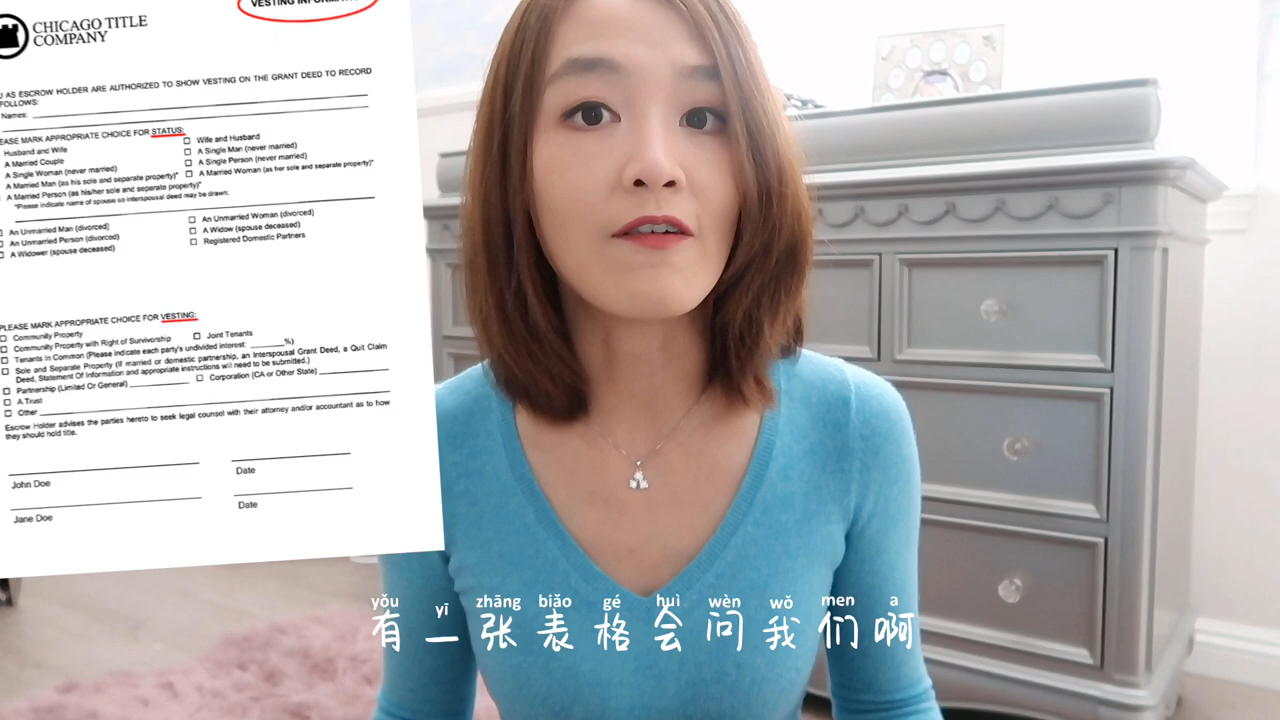 VESTING
CHICAGO TITLE
COMPANY
AS ESCROW HOLDER ARE AUTHORIZED TO SHOW VESTING ON THE GRANT DEED TO RECORD
FOLLOWS:
Names:
PLEASE MARK APPROPRIATE CHOICE FOR STATUS:
Husband and Wife
Wife and Husband
A Married Couple
A Single Man (never married)
A Single Woman (never married)
A Single Person (never married)
A Married Man (as his sole and separate property)*
A Married Woman (as her sole and separate property)*
A Married Person (as his/her sole and separate property)*
*Please indicate name of spouse so interspousal deed may be drawn:
An Unmarried Man (divorced)
An Unmarried Woman (divorced)
An Unmarried Person (divorced)
A Widow (spouse deceased)
A Widower (spouse deceased)
Registered Domestic Partners
PLEASE MARK APPROPRIATE CHOICE FOR VESTING:
Community Property
Community Property with Right of Survivorship
Joint Tenants
Tenants in Common (Please indicate each party's undivided interest: %)
Sole and Separate Property (If married or domestic partnership, an Interspousal Grant Deed, a Quit Claim
Deed, Statement Of Information and appropriate instructions will need to be submitted.)
Partnership (Limited Or General)
Corporation (CA or Other State)
A Trust
Other
Escrow Holder advises the parties hereto to seek legal counsel with their attorney and/or accountant as to how
they should hold title.
John Doe
Date
Jane Doe
Date
yǒu yī zhāng biǎo gé huì wèn wǒ men a
有一张表格会问我们啊